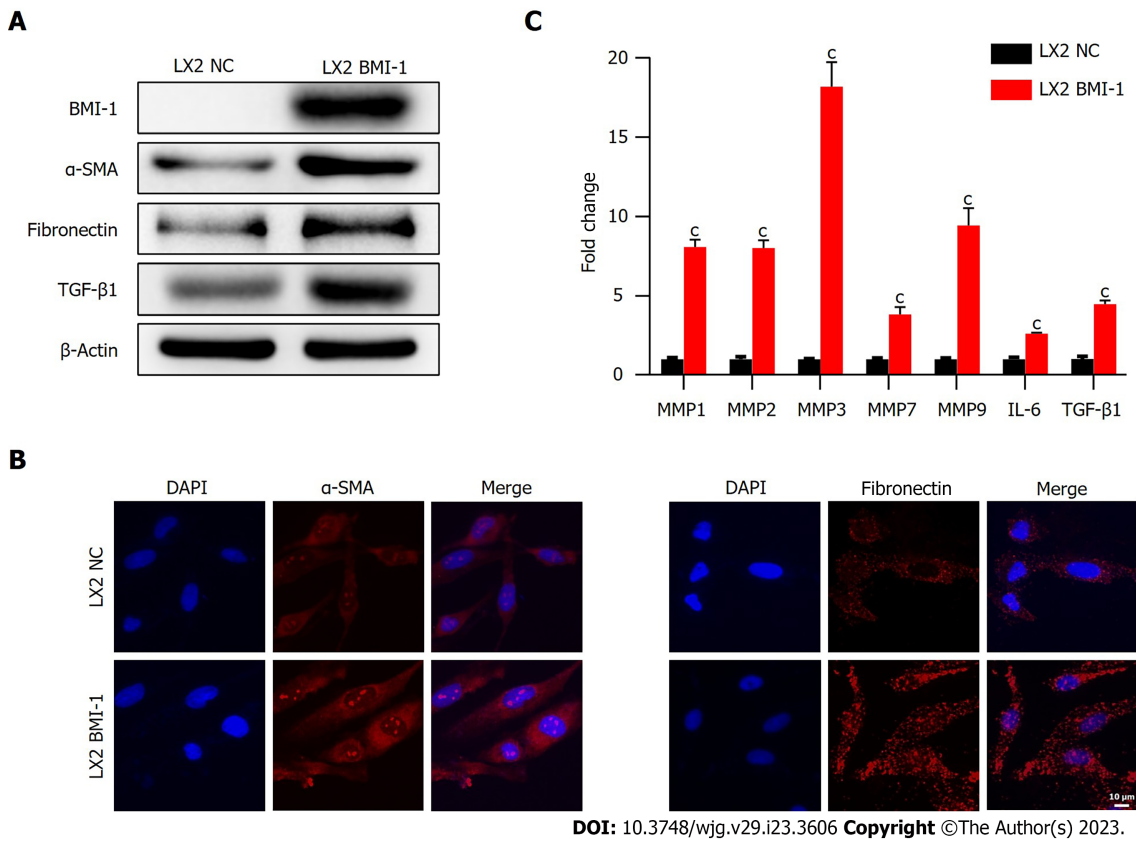 A
LX2 NC LX2 BMI-1
BMI-1
α-SMA
Fibronectin
TGF-β1
β-Actin
C
LX2 NC
LX2 BMI-1
Fold change
20
15
10
5
0
c c c c c c c
MMP1 MMP2 MMP3 MMP7 MMP9 IL-6 TGF-β1
B
DAPI α-SMA Merge DAPI Fibronectin Merge
LX2 NC
LX2 BMI-1
10 μm
DOI: 10.3748/wjg.v29.i23.3606 Copyright ©The Author(s) 2023.